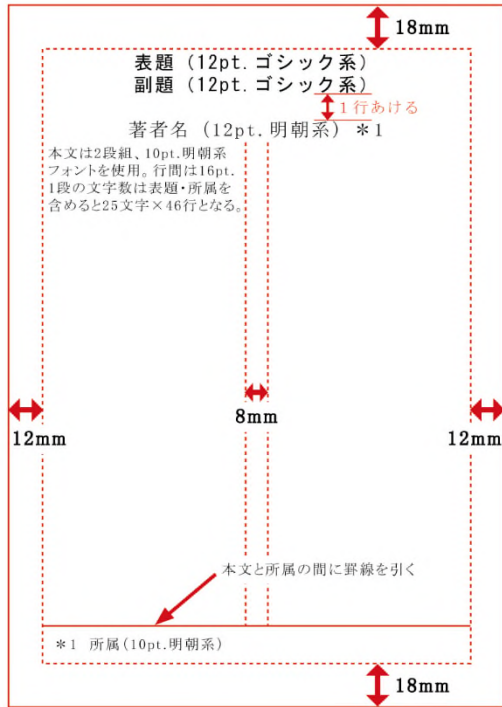 18mm
表題 (12pt.ゴシック系)
副題 (12pt.ゴシック系)
1行あける
著者名 (12pt.明朝系) *1
本文は2段組、10pt.明朝系
フォントを使用。行間は16pt.
1段の文字数は表題・所属を
含めると25文字×46行となる。
12mm
8mm
12mm
本文と所属の間に罫線を引く
*1 所属(10pt.明朝系)
18mm